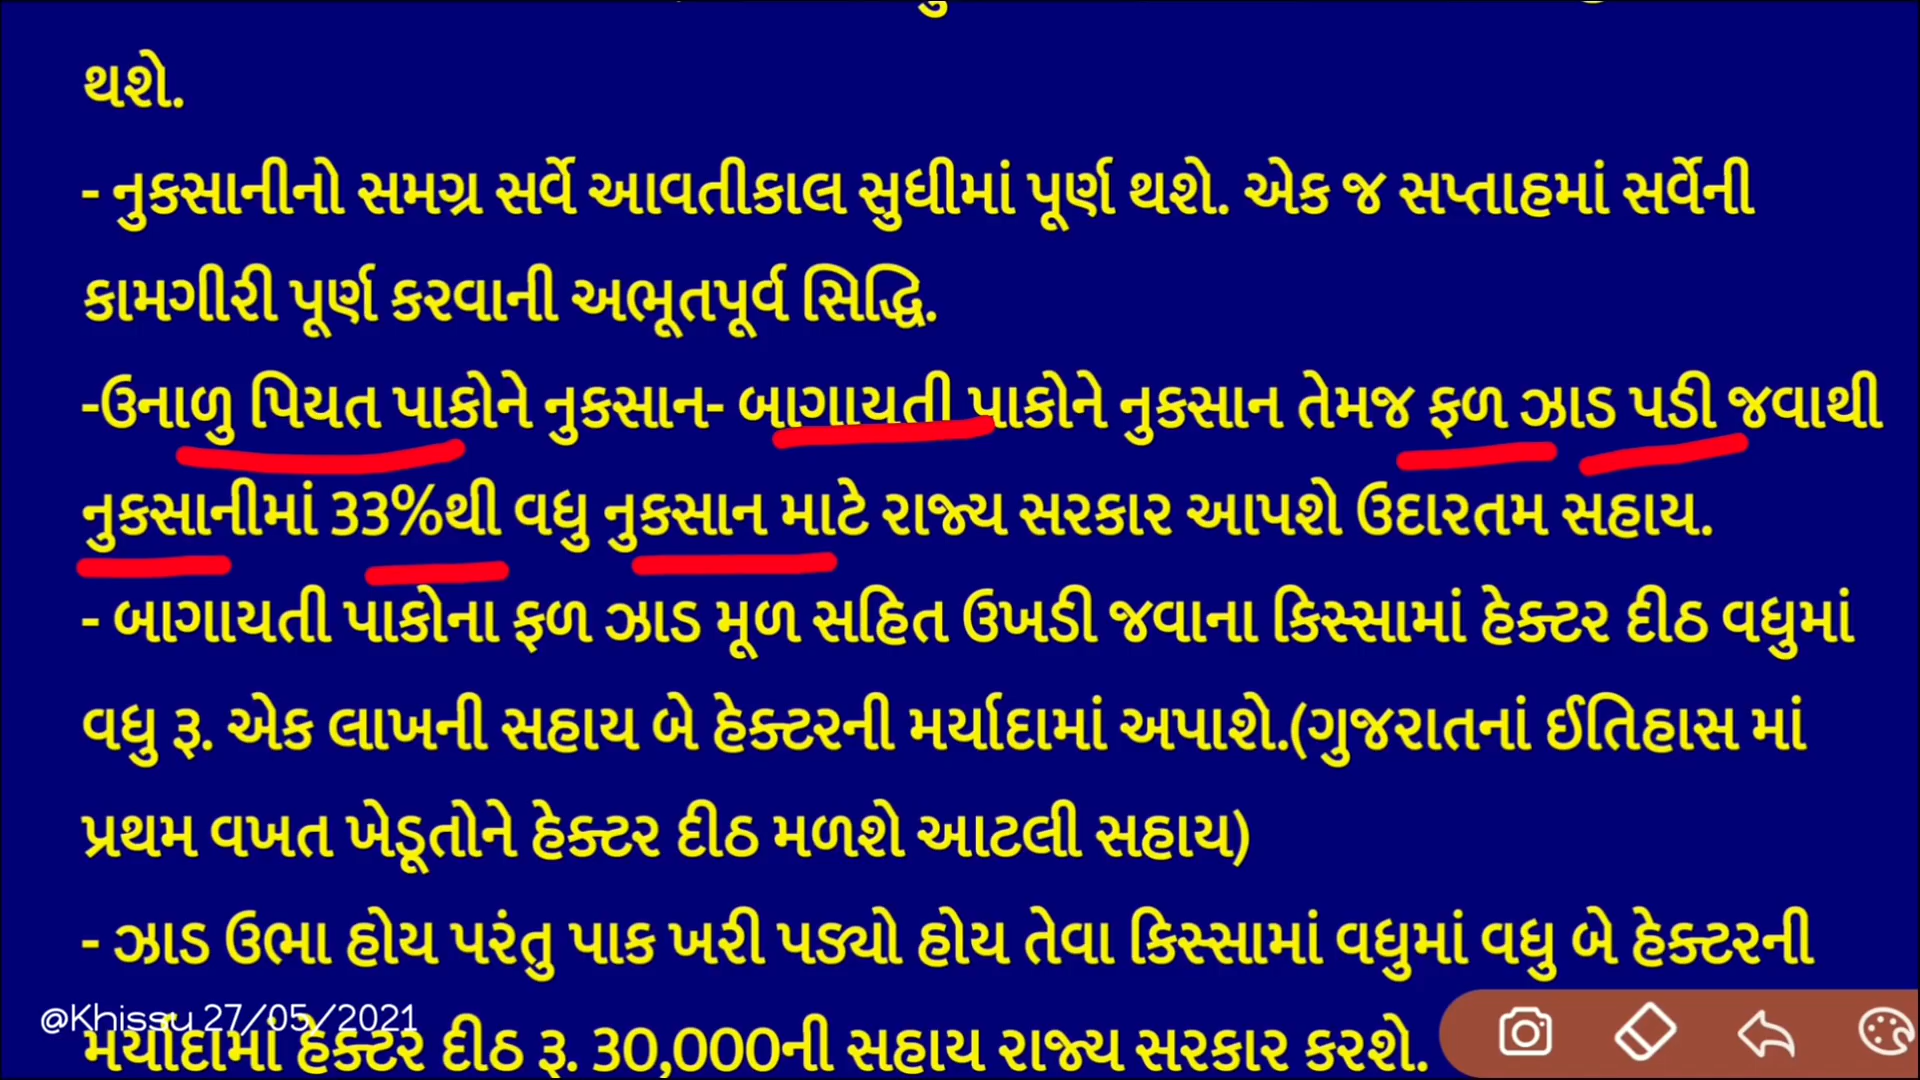 થશે.
- નુકસાનીનો સમગ્ર સર્વે આવતીકાલ સુધીમાં પૂર્ણ થશે. એક જ સપ્તાહમાં સર્વેની
કામગીરી પૂર્ણ કરવાની અભૂતપૂર્વ સિદ્ધિ.
-ઉનાળુ પિયત પાકોને નુકસાન- બાગાયતી પાકોને નુકસાન તેમજ ફળ ઝાડ પડી જવાથી
નુકસાનીમાં 33%થી વધુ નુકસાન માટે રાજ્ય સરકાર આપશે ઉદારતમ સહાય.
- બાગાયતી પાકોના ફળ ઝાડ મૂળ સહિત ઉખડી જવાના કિસ્સામાં હેક્ટર દીઠ વધુમાં
વધુ રૂ. એક લાખની સહાય બે હેક્ટરની મર્યાદામાં અપાશે.(ગુજરાતનાં ઈતિહાસ માં
પ્રથમ વખત ખેડૂતોને હેક્ટર દીઠ મળશે આટલી સહાય)
- ઝાડ ઉભા હોય પરંતુ પાક ખરી પડ્યો હોય તેવા કિસ્સામાં વધુમાં વધુ બે હેક્ટરની
મર્યાદામાં હેક્ટર દીઠ રૂ. 30,000ની સહાય રાજ્ય સરકાર કરશે.
@Khissu 27/05/2021